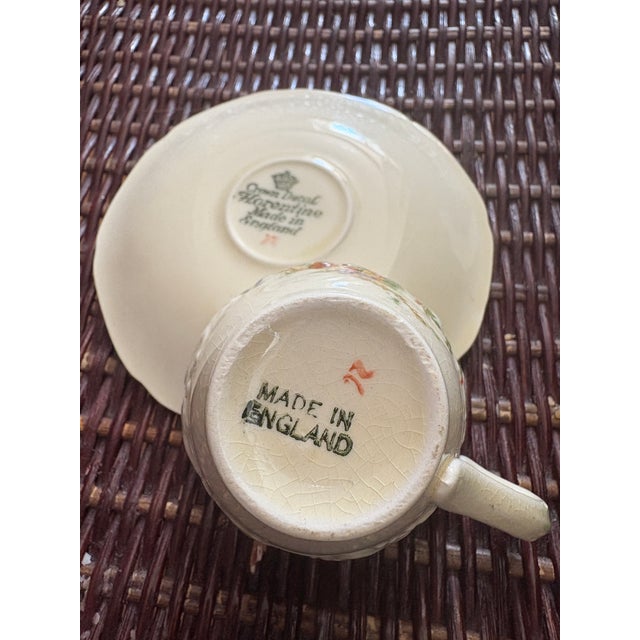 Crown Ducal
Florentine
Made in
England
MADE IN
ENGLAND